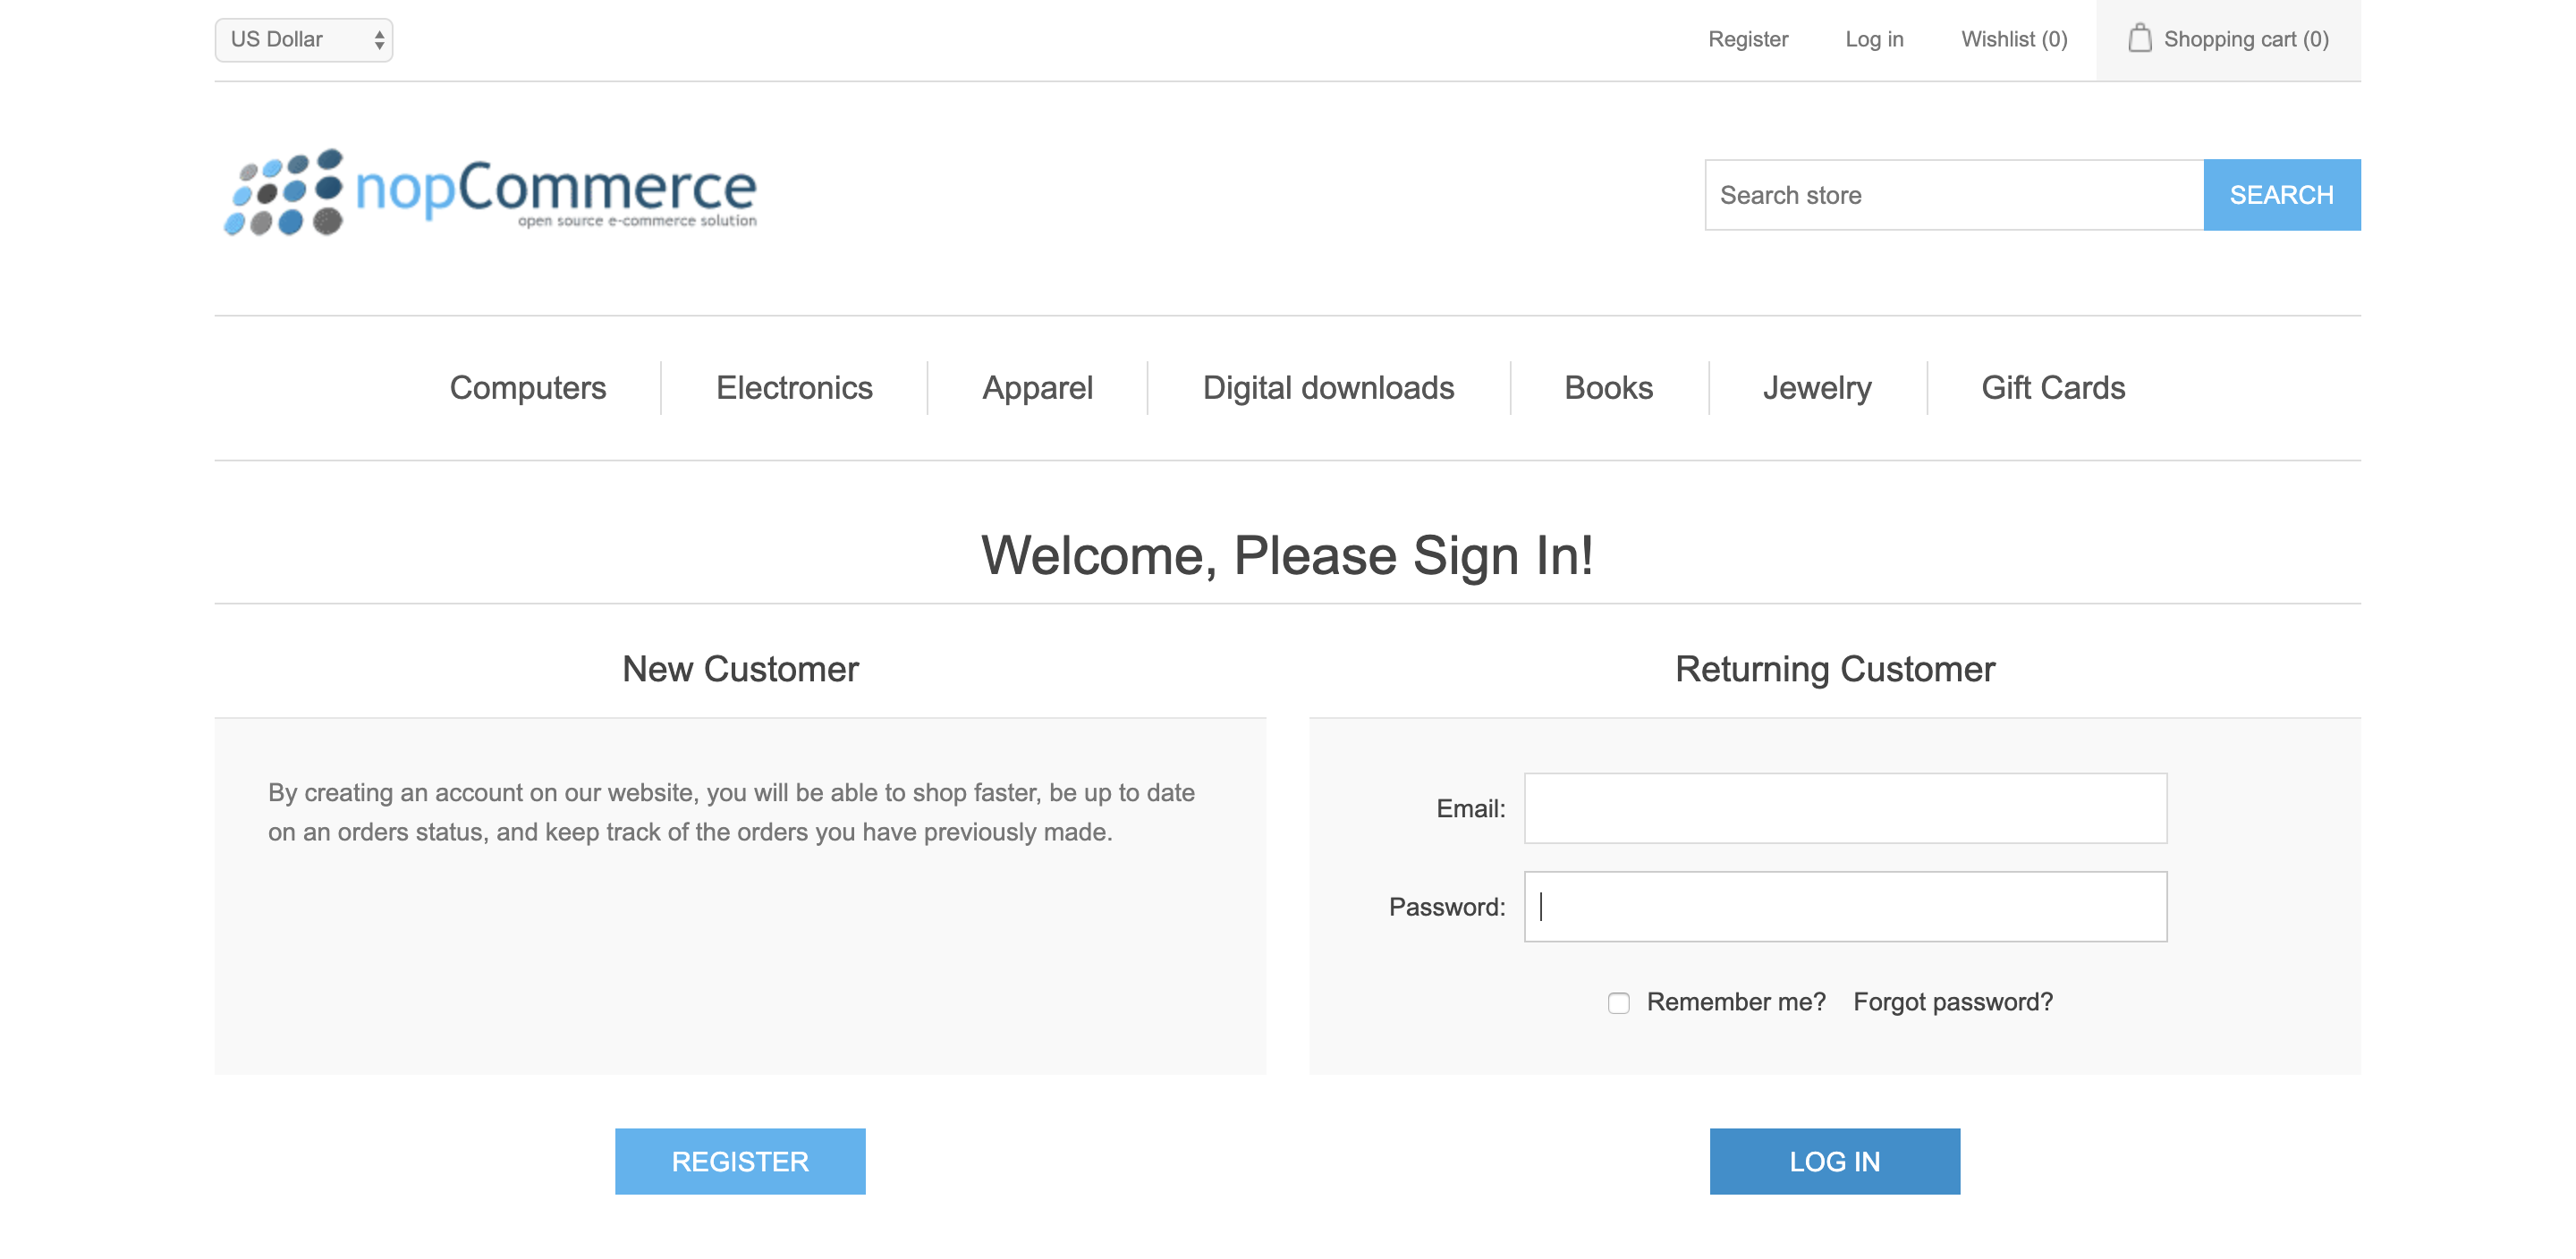 US Dollar
Register Log in Wishlist (0) Shopping cart (0)
nopCommerce
open source e-commerce solution
Search store SEARCH
Computers Electronics Apparel Digital downloads Books Jewelry Gift Cards
Welcome, Please Sign In!
New Customer
By creating an account on our website, you will be able to shop faster, be up to date
on an orders status, and keep track of the orders you have previously made.
REGISTER
Returning Customer
Email:
Password:
Remember me? Forgot password?
LOG IN